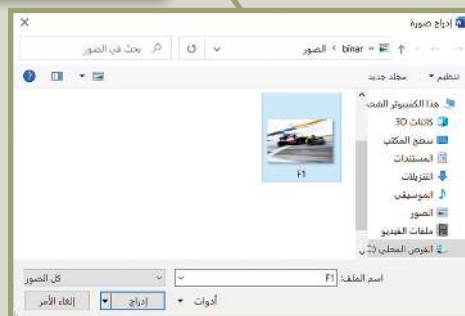 إدراج صورة
الصور › binar «
بحث في الصور
تنظيم
مجلد جديد
هذا الكمبيوتر الشخ
كائنات 3D
سطح المكتب
المستندات
التنزيلات
الموسيقى
الصور
ملفات الفيديو
القرص المحلي (C:
F1
اسم الملف: F1
كل الصور
أدوات
إدراج
إلغاء الأمر